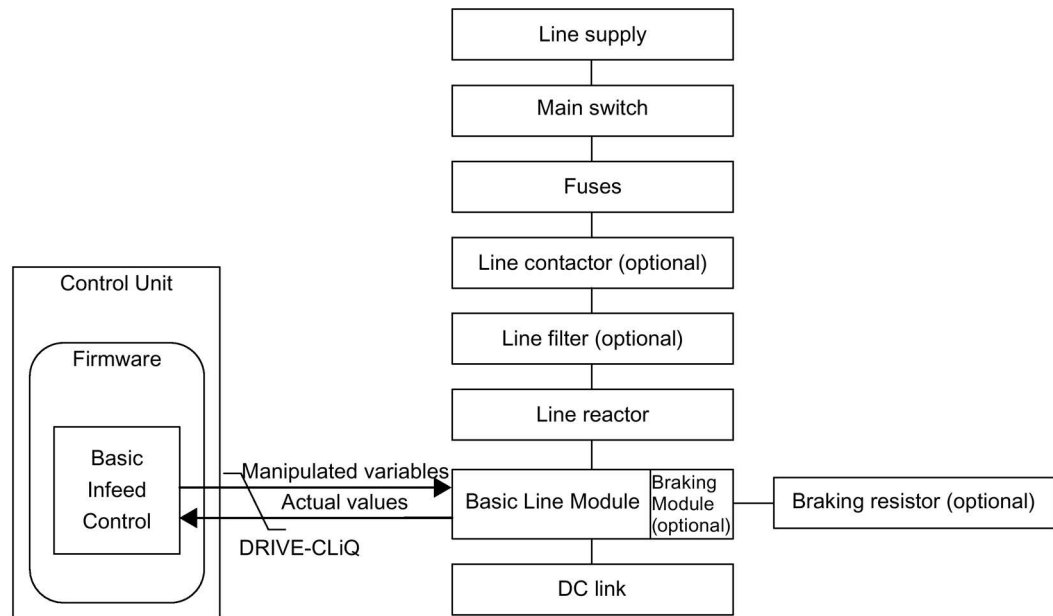 Line supply
Main switch
Fuses
Line contactor (optional)
Line filter (optional)
Line reactor
Control Unit
Firmware
Basic
Infeed
Control
Manipulated variables
Actual values
DRIVE-CLiQ
Basic Line Module
Braking
Module
(optional)
Braking resistor (optional)
DC link